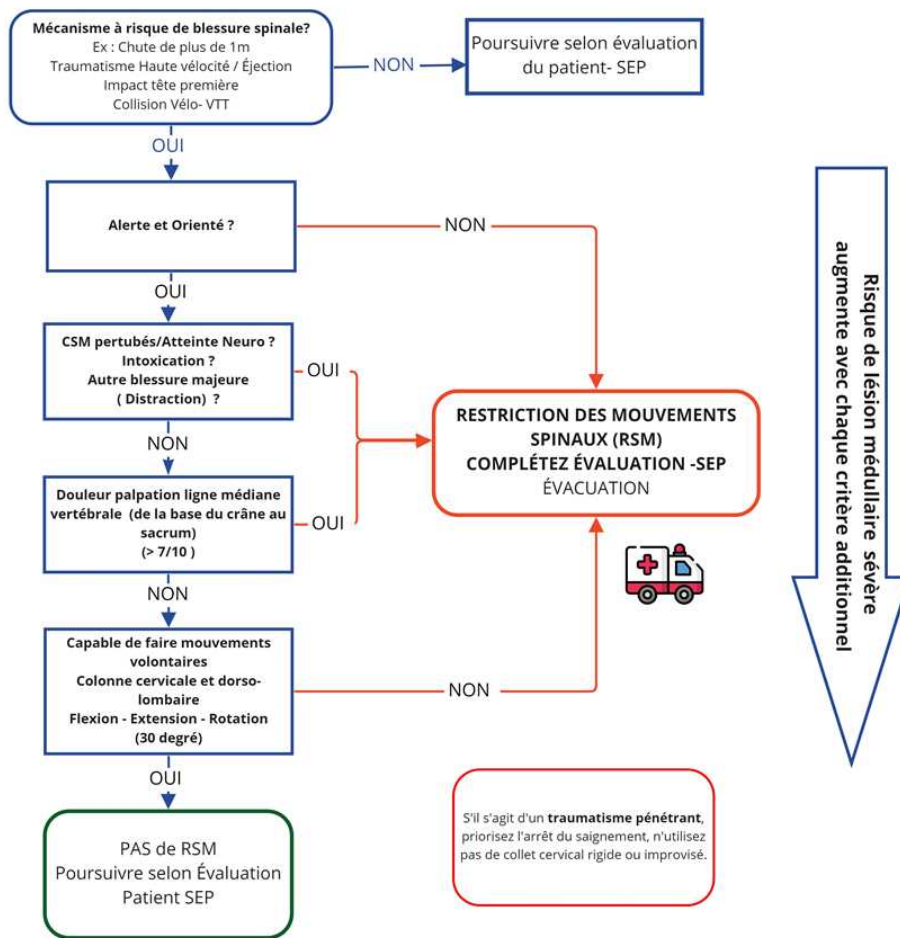 Mécanisme à risque de blessure spinale?
Ex : Chute de plus de 1m
Traumatisme Haute vélocité / Éjection
Impact tête première
Collision Vélo- VTT
NON
Poursuivre selon évaluation
du patient- SEP
OUI
Alerte et Orienté ?
NON
OUI
CSM pertubés/Atteinte Neuro ?
Intoxication ?
Autre blessure majeure
( Distraction) ?
OUI
NON
Douleur palpation ligne médiane
vertébrale (de la base du crâne au
sacrum)
(> 7/10 )
OUI
NON
Capable de faire mouvements
volontaires
Colonne cervicale et dorso-
lombaire
Flexion - Extension - Rotation
(30 degré)
NON
OUI
PAS de RSM
Poursuivre selon Évaluation
Patient SEP
RESTRICTION DES MOUVEMENTS
SPINAUX (RSM)
COMPLÉTEZ ÉVALUATION -SEP
ÉVACUATION
S'il s'agit d'un traumatisme pénétrant,
priorisez l'arrêt du saignement, n'utilisez
pas de collet cervical rigide ou improvisé.
Risque de lésion médullaire sévère
augmente avec chaque critère additionnel